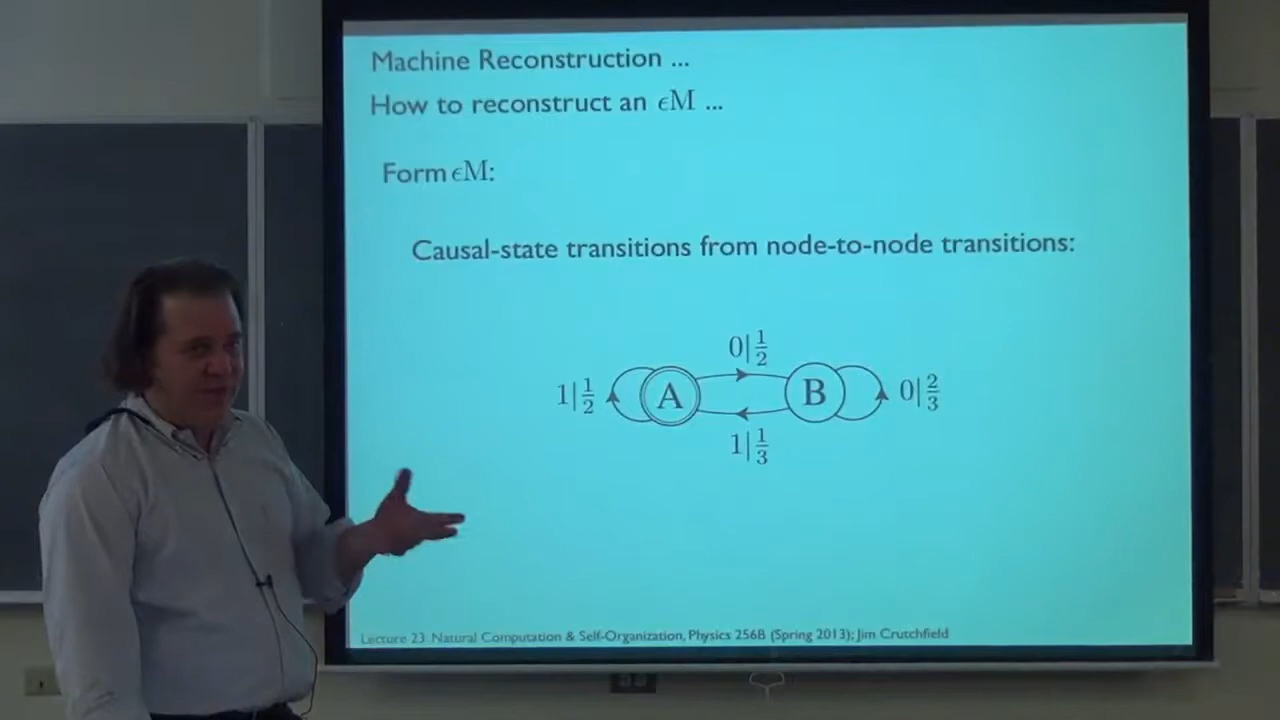 Machine Reconstruction ...
How to reconstruct an ϵM ...
Form ϵM:
Causal-state transitions from node-to-node transitions:
0|1/2
1|1/2 A B 0|2/3
1|1/3
Lecture 23 Natural Computation & Self-Organization, Physics 256B (Spring 2013); Jim Crutchfield